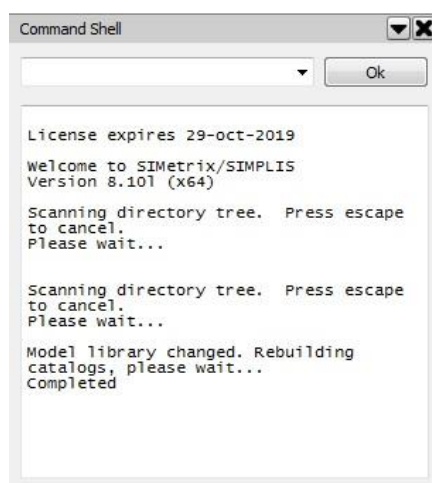 Command Shell
Ok
License expires 29-oct-2019
Welcome to SIMetrix/SIMPLIS
Version 8.10l (x64)
Scanning directory tree.  Press escape
to cancel.
Please wait...
Scanning directory tree.  Press escape
to cancel.
Please wait...
Model library changed. Rebuilding
catalogs, please wait...
Completed